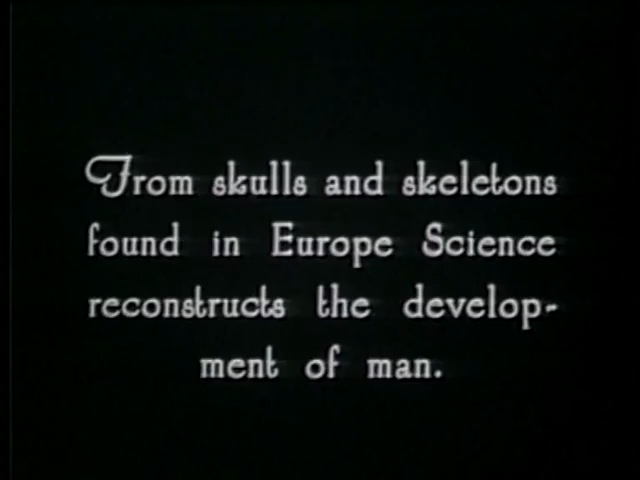 From skulls and skeletons
found in Europe Science
reconstructs the develop-
ment of man.